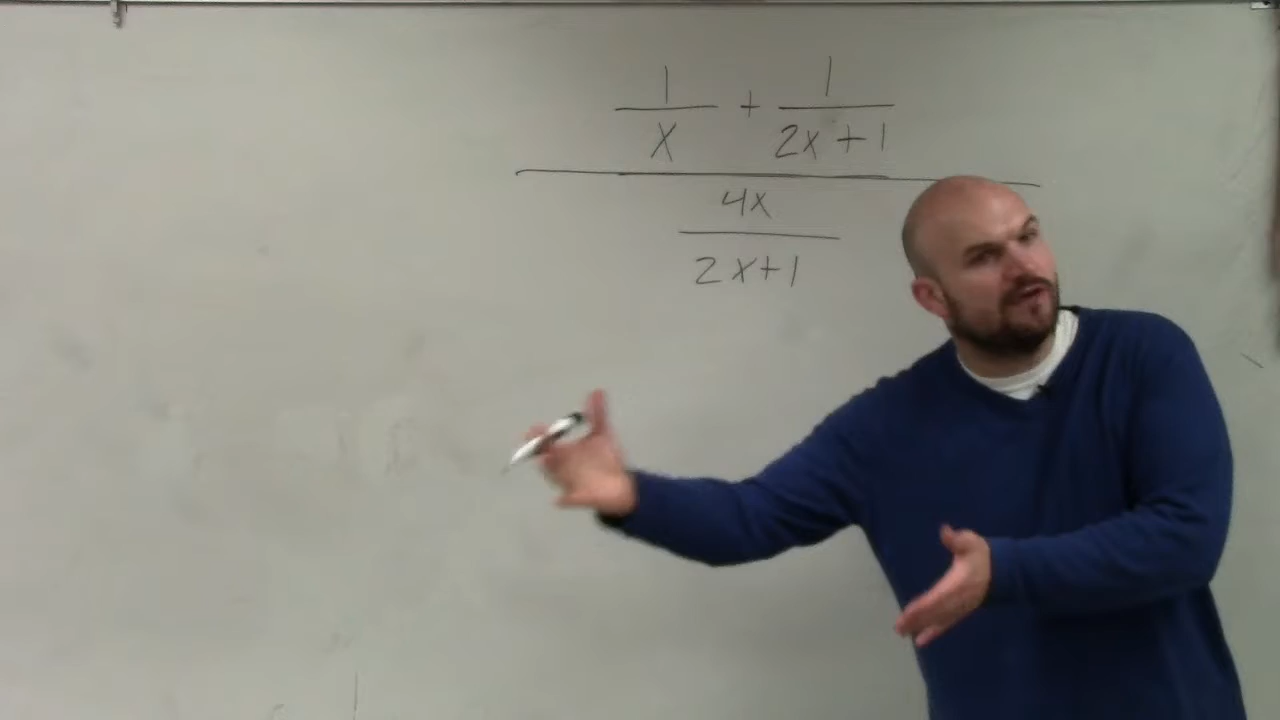 1/x + 1/(2x + 1)
4x/(2x+1)